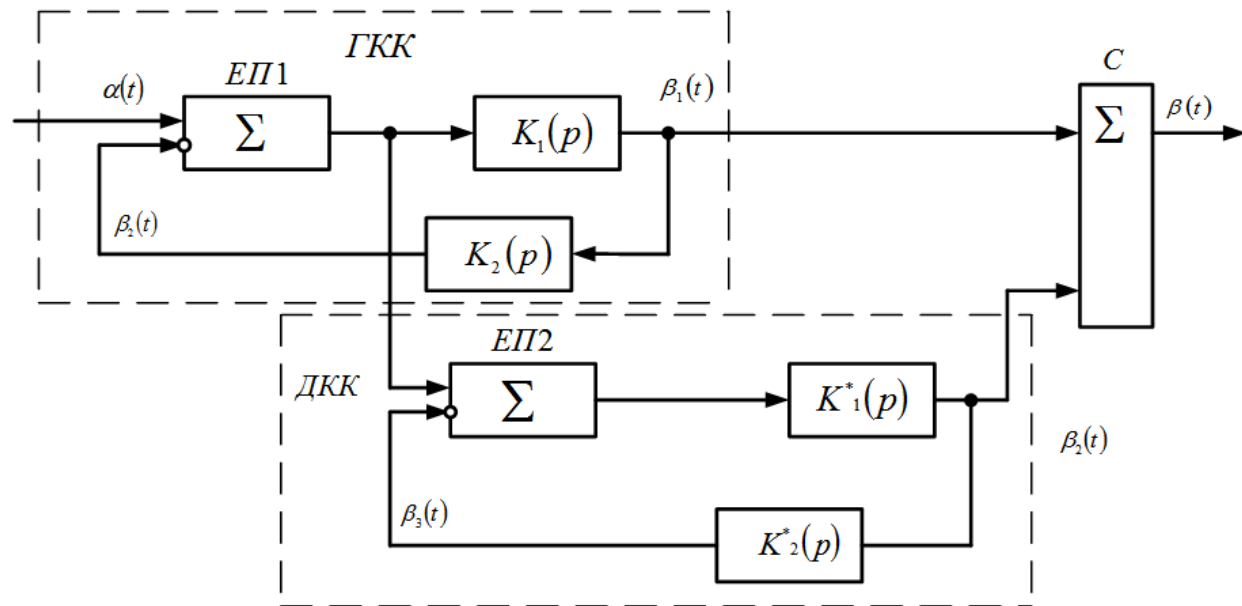 ГКК
C
ЕП1
α(t)
β₁(t)
β(t)
Σ
K₁(p)
Σ
β₂(t)
K₂(p)
ЕП2
ДКК
Σ
K*₁(p)
β₂(t)
β₃(t)
K*₂(p)